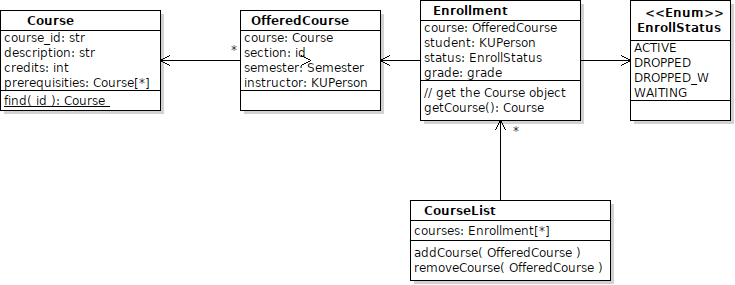 Course
course_id: str
description: str
credits: int
prerequisities: Course[*]
find( id ): Course
*
OfferedCourse
course: Course
section: id
semester: Semester
instructor: KUPerson
Enrollment
course: OfferedCourse
student: KUPerson
status: EnrollStatus
grade: grade
// get the Course object
getCourse(): Course
<<Enum>>
EnrollStatus
ACTIVE
DROPPED
DROPPED_W
WAITING
*
CourseList
courses: Enrollment[*]
addCourse( OfferedCourse )
removeCourse( OfferedCourse )